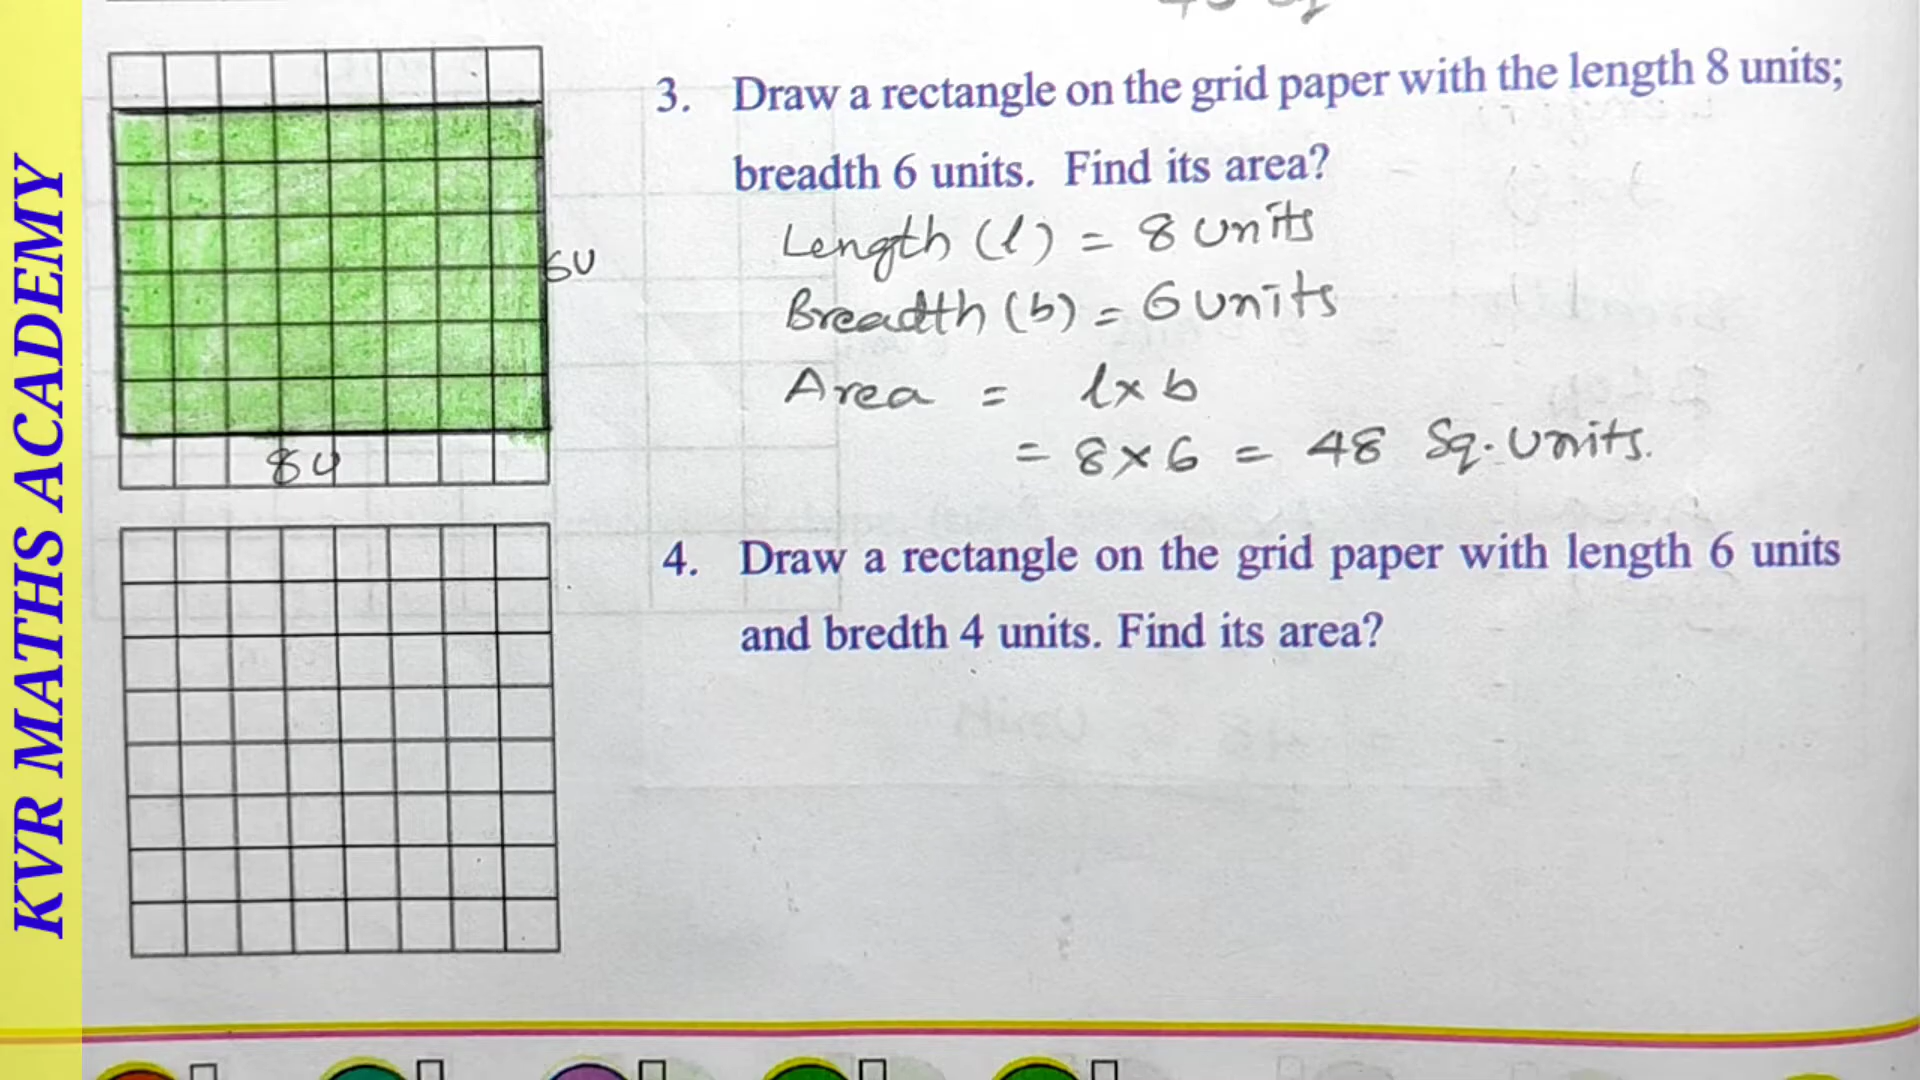 KVR MATHS ACADEMY
3. Draw a rectangle on the grid paper with the length 8 units;
breadth 6 units. Find its area?
Length (l) = 8 units
Breadth (b) = 6 units
6U
Area = l x b
= 8 x 6 = 48 Sq. units.
8U
4. Draw a rectangle on the grid paper with length 6 units
and bredth 4 units. Find its area?